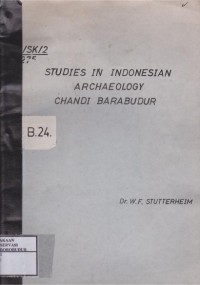 /SK/2
STUDIES IN INDONESIAN
ARCHAEOLOGY
CHANDI BARABUDUR
B.24.
Dr. W.F. STUTTERHEIM